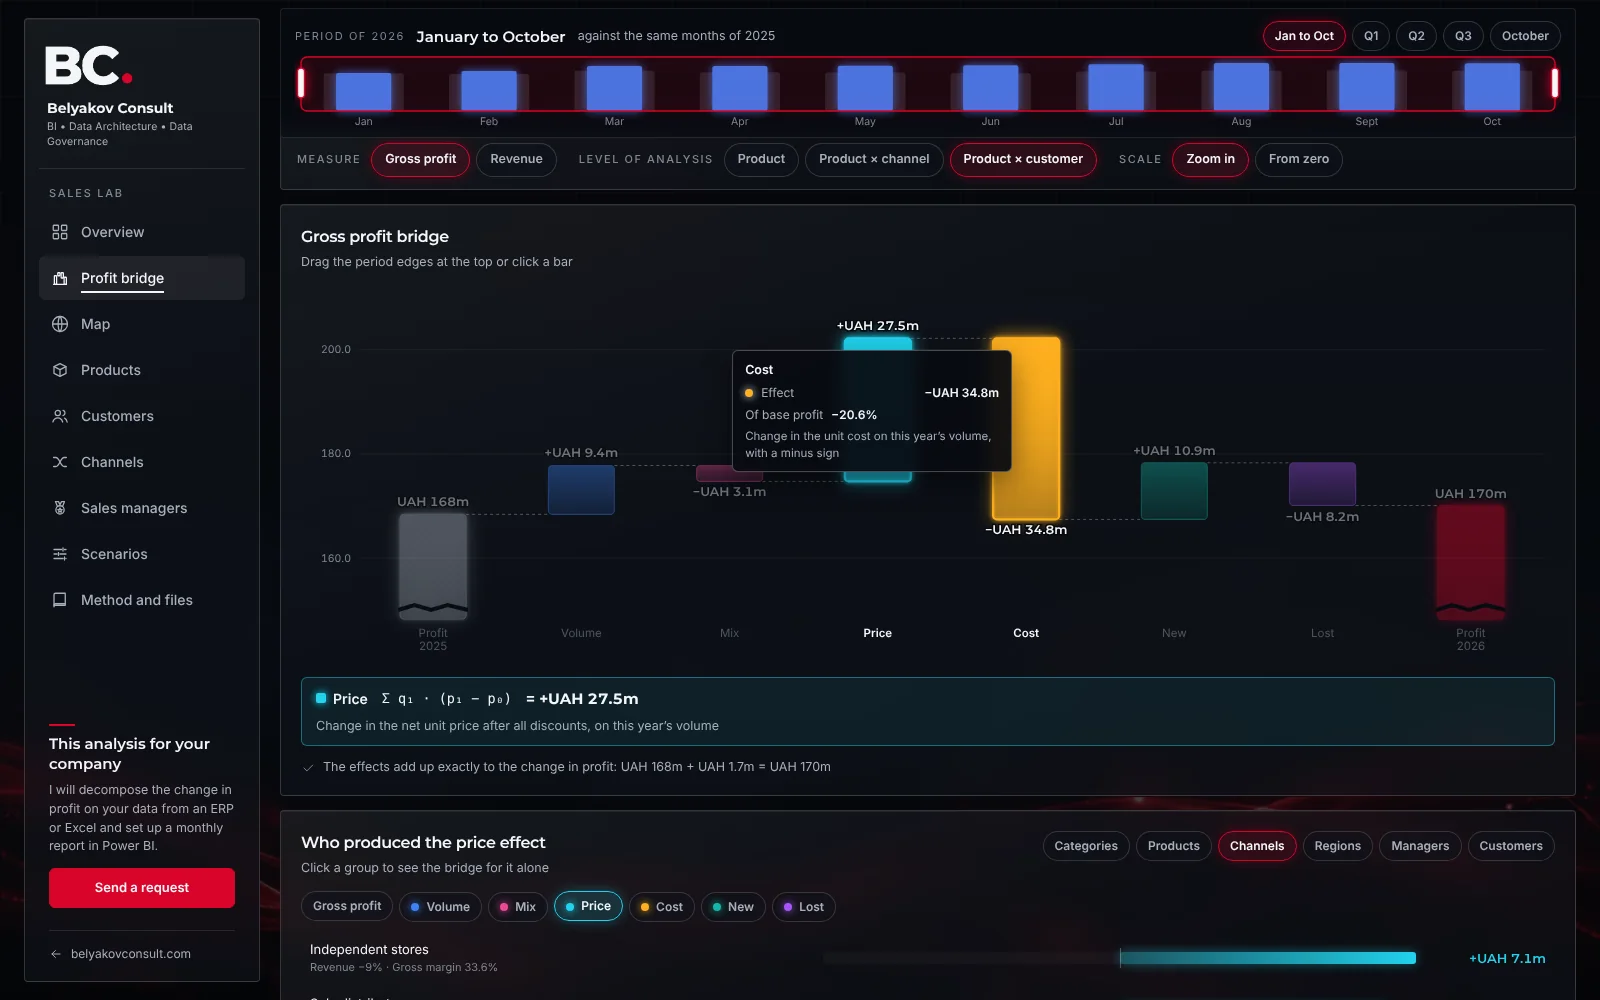 BC.
Belyakov Consult
BI • Data Architecture • Data
Governance
SALES LAB
Overview
Profit bridge
Map
Products
Customers
Channels
Sales managers
Scenarios
Method and files
This analysis for your
company
I will decompose the change in
profit on your data from an ERP
or Excel and set up a monthly
report in Power BI.
Send a request
← belyakovconsult.com
PERIOD OF 2026 January to October against the same months of 2025
Jan to Oct Q1 Q2 Q3 October
Jan Feb Mar Apr May Jun Jul Aug Sept Oct
MEASURE Gross profit Revenue LEVEL OF ANALYSIS Product Product × channel Product × customer SCALE Zoom in From zero
Gross profit bridge
Drag the period edges at the top or click a bar
+UAH 27.5m
200.0
Cost
Effect −UAH 34.8m
Of base profit −20.6%
Change in the unit cost on this year’s volume,
with a minus sign
180.0
+UAH 9.4m
+UAH 10.9m
−UAH 3.1m
UAH 168m
UAH 170m
−UAH 8.2m
−UAH 34.8m
160.0
Profit
2025
Volume
Mix
Price
Cost
New
Lost
Profit
2026
Price Σ q₁ · (p₁ − p₀) = +UAH 27.5m
Change in the net unit price after all discounts, on this year’s volume
The effects add up exactly to the change in profit: UAH 168m + UAH 1.7m = UAH 170m
Who produced the price effect
Click a group to see the bridge for it alone
Categories Products Channels Regions Managers Customers
Gross profit Volume Mix Price Cost New Lost
Independent stores
Revenue −9% · Gross margin 33.6%
+UAH 7.1m